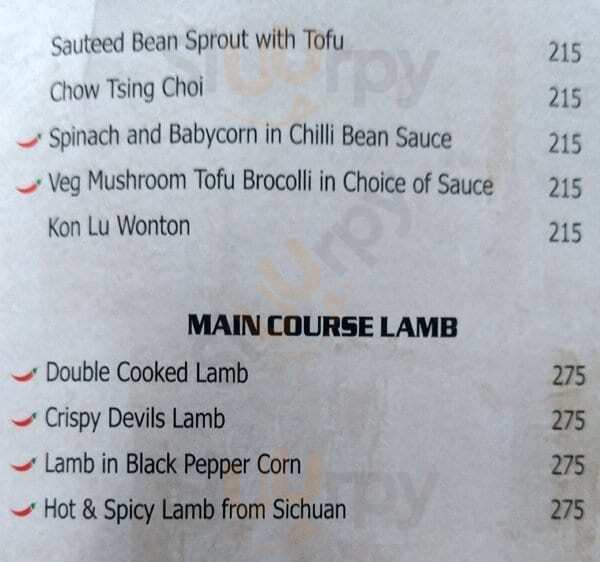 Sauteed Bean Sprout with Tofu 215
Chow Tsing Choi 215
Spinach and Babycorn in Chilli Bean Sauce 215
Veg Mushroom Tofu Brocolli in Choice of Sauce 215
Kon Lu Wonton 215
MAIN COURSE LAMB
Double Cooked Lamb 275
Crispy Devils Lamb 275
Lamb in Black Pepper Corn 275
Hot & Spicy Lamb from Sichuan 275